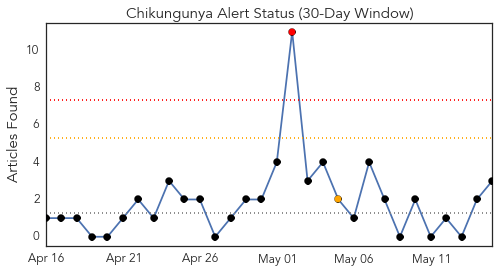 Chikungunya Alert Status (30-Day Window)
Articles Found
10
8
6
4
2
0
Apr 16
Apr 21
Apr 26
May 01
May 06
May 11